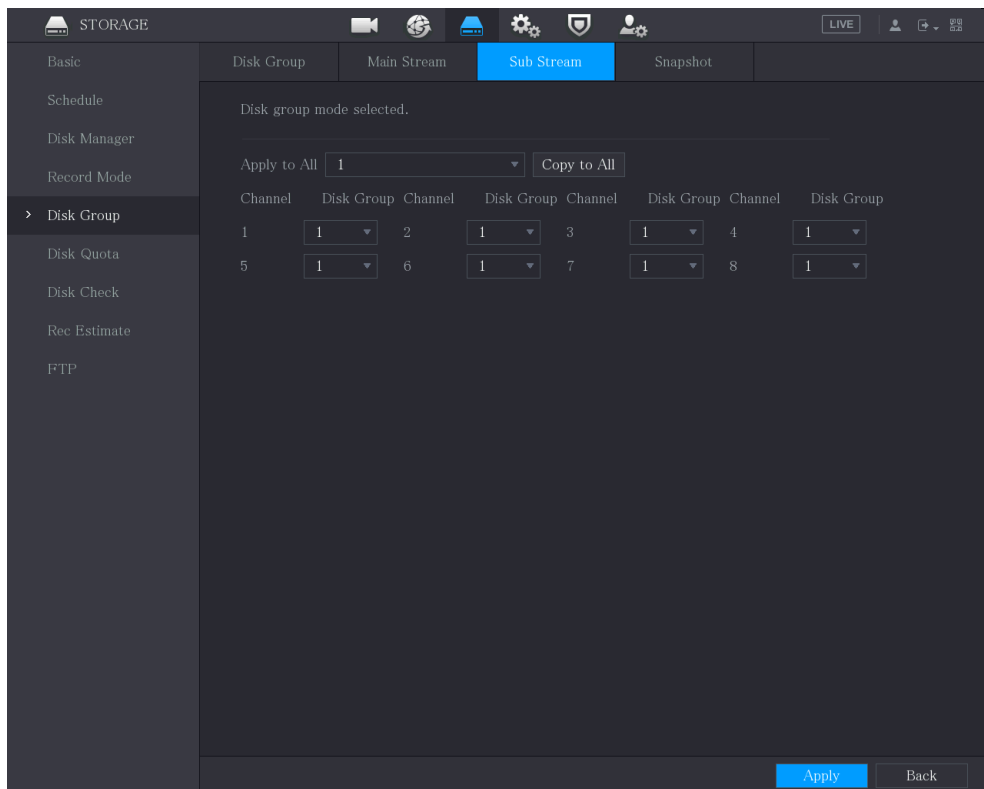 STORAGE
LIVE
Basic
Schedule
Disk Manager
Record Mode
Disk Group
Disk Quota
Disk Check
Rec Estimate
FTP
Disk Group Main Stream Sub Stream Snapshot
Disk group mode selected.
Apply to All 1 Copy to All
Channel Disk Group Channel Disk Group Channel Disk Group Channel Disk Group
1 1 2 1 3 1 4 1
5 1 6 1 7 1 8 1
Apply Back